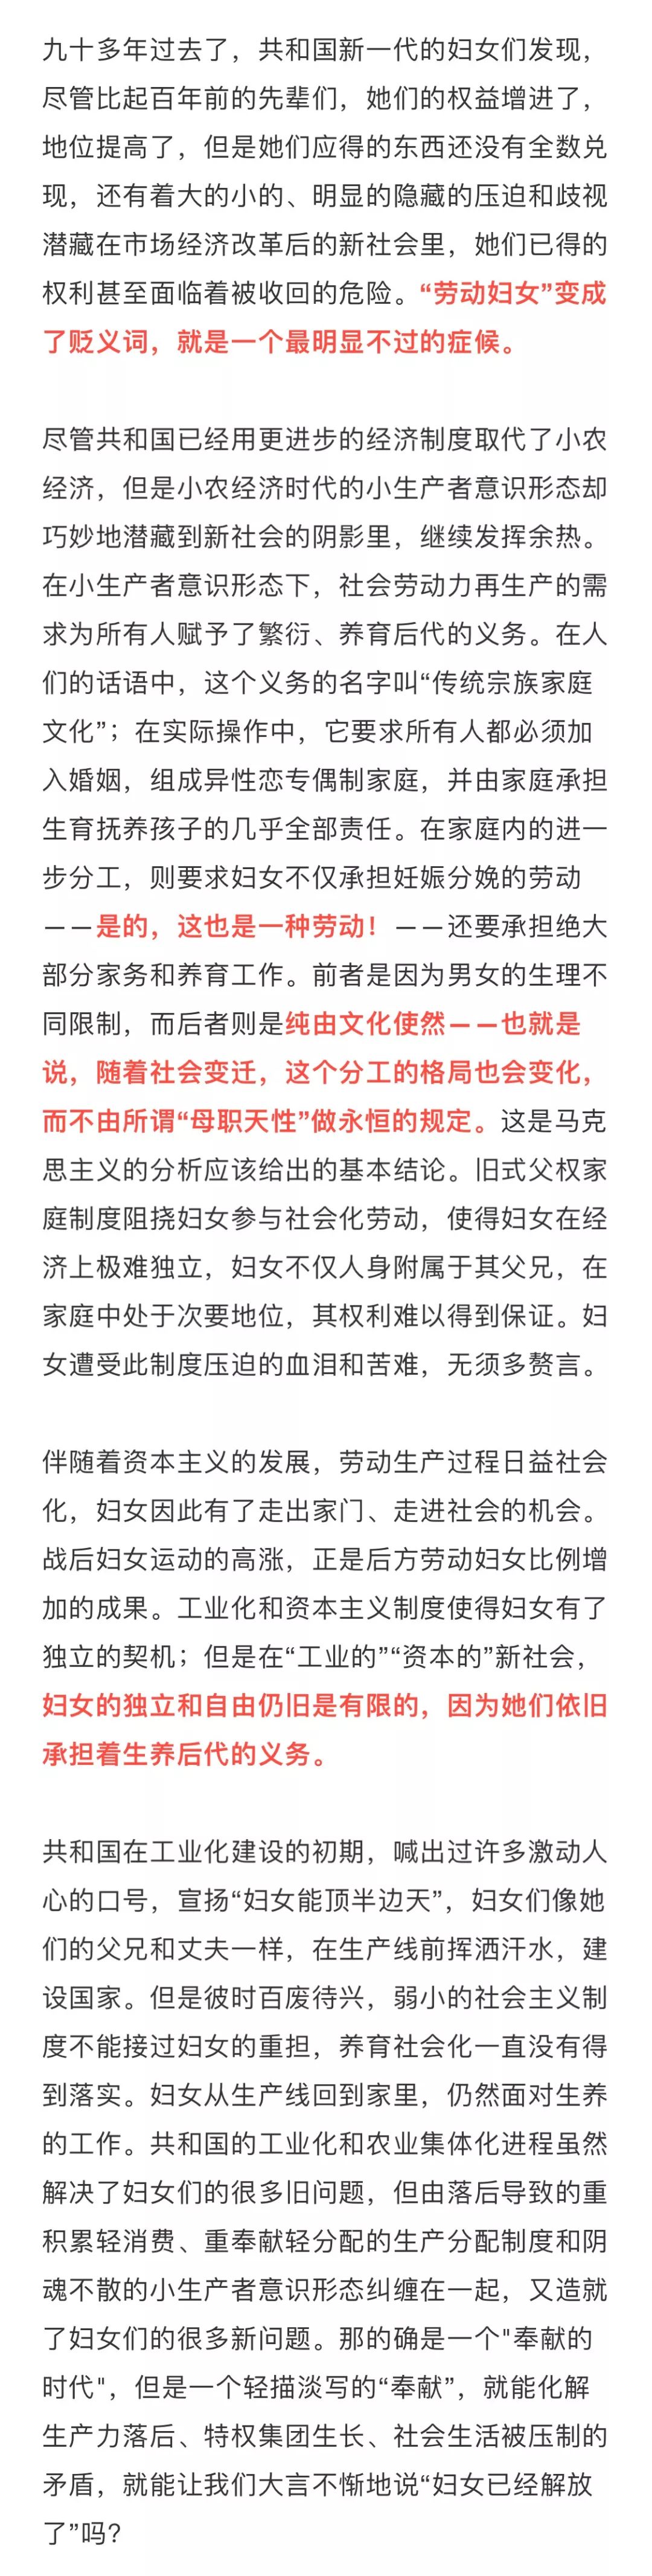 九十多年过去了，共和国新一代的妇女们发现，
尽管比起百年前的先辈们，她们的权益增进了，
地位提高了，但是她们应得的东西还没有全数兑
现，还有着大的小的、明显的隐藏的压迫和歧视
潜藏在市场经济改革后的新社会里，她们已得的
权利甚至面临着被收回的危险。“劳动妇女”变成
了贬义词，就是一个最明显不过的症候。
尽管共和国已经用更进步的经济制度取代了小农
经济，但是小农经济时代的小生产者意识形态却
巧妙地潜藏到新社会的阴影里，继续发挥余热。
在小生产者意识形态下，社会劳动力再生产的需
求为所有人赋予了繁衍、养育后代的义务。在人
们的话语中，这个义务的名字叫“传统宗族家庭
文化”；在实际操作中，它要求所有人都必须加
入婚姻，组成异性恋专偶制家庭，并由家庭承担
生育抚养孩子的几乎全部责任。在家庭内的进一
步分工，则要求妇女不仅承担妊娠分娩的劳动
——是的，这也是一种劳动！——还要承担绝大
部分家务和养育工作。前者是因为男女的生理不
同限制，而后者则是纯由文化使然——也就是
说，随着社会变迁，这个分工的格局也会变化，
而不由所谓“母职天性”做永恒的规定。这是马克
思主义的分析应该给出的基本结论。旧式父权家
庭制度阻挠妇女参与社会化劳动，使得妇女在经
济上极难独立，妇女不仅人身附属于其父兄，在
家庭中处于次要地位，其权利难以得到保证。妇
女遭受此制度压迫的血泪和苦难，无须多赘言。
伴随着资本主义的发展，劳动生产过程日益社会
化，妇女因此有了走出家门、走进社会的机会。
战后妇女运动的高涨，正是后方劳动妇女比例增
加的成果。工业化和资本主义制度使得妇女有了
独立的契机；但是在“工业的”“资本的”新社会，
妇女的独立和自由仍旧是有限的，因为她们依旧
承担着生养后代的义务。
共和国在工业化建设的初期，喊出过许多激动人
心的口号，宣扬“妇女能顶半边天”，妇女们像她
们的父兄和丈夫一样，在生产线前挥洒汗水，建
设国家。但是彼时百废待兴，弱小的社会主义制
度不能接过妇女的重担，养育社会化一直没有得
到落实。妇女从生产线回到家里，仍然面对生养
的工作。共和国的工业化和农业集体化进程虽然
解决了妇女们的很多旧问题，但由落后导致的重
积累轻消费、重奉献轻分配的生产分配制度和阴
魂不散的小生产者意识形态纠缠在一起，又造就
了妇女们的很多新问题。那的确是一个"奉献的
时代"，但是一个轻描淡写的“奉献”，就能化解
生产力落后、特权集团生长、社会生活被压制的
矛盾，就能让我们大言不惭地说“妇女已经解放
了”吗？